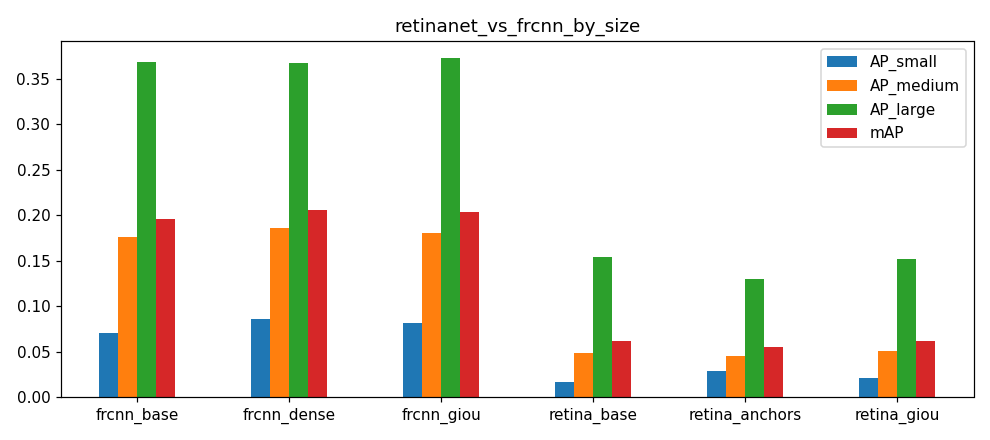 retinanet_vs_frcnn_by_size
AP_small
AP_medium
AP_large
mAP
0.35
0.30
0.25
0.20
0.15
0.10
0.05
0.00
frcnn_base
frcnn_dense
frcnn_giou
retina_base
retina_anchors
retina_giou